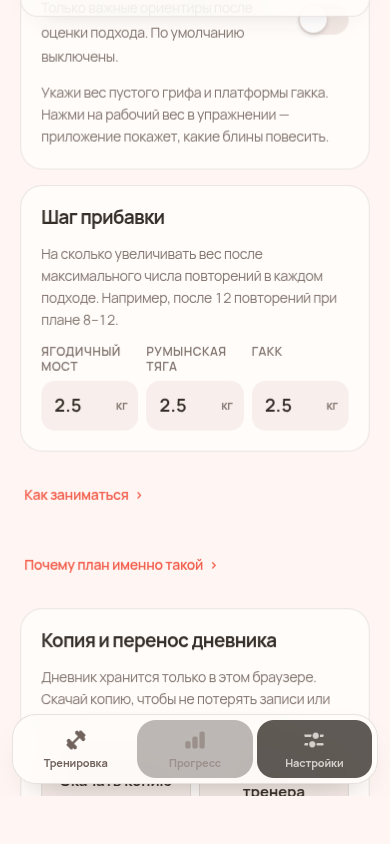 Только важные ориентиры после
оценки подхода. По умолчанию
выключены.
Укажи вес пустого грифа и платформы гакка.
Нажми на рабочий вес в упражнении —
приложение покажет, какие блины повесить.
Шаг прибавки
На сколько увеличивать вес после
максимального числа повторений в каждом
подходе. Например, после 12 повторений при
плане 8–12.
ЯГОДИЧНЫЙ МОСТ
РУМЫНСКАЯ ТЯГА
ГАКК
2.5 кг
2.5 кг
2.5 кг
Как заниматься ›
Почему план именно такой ›
Копия и перенос дневника
Дневник хранится только в этом браузере.
Скачай копию, чтобы не потерять записи или
Тренировка
Прогресс
Настройки
Скачать копию
тренера